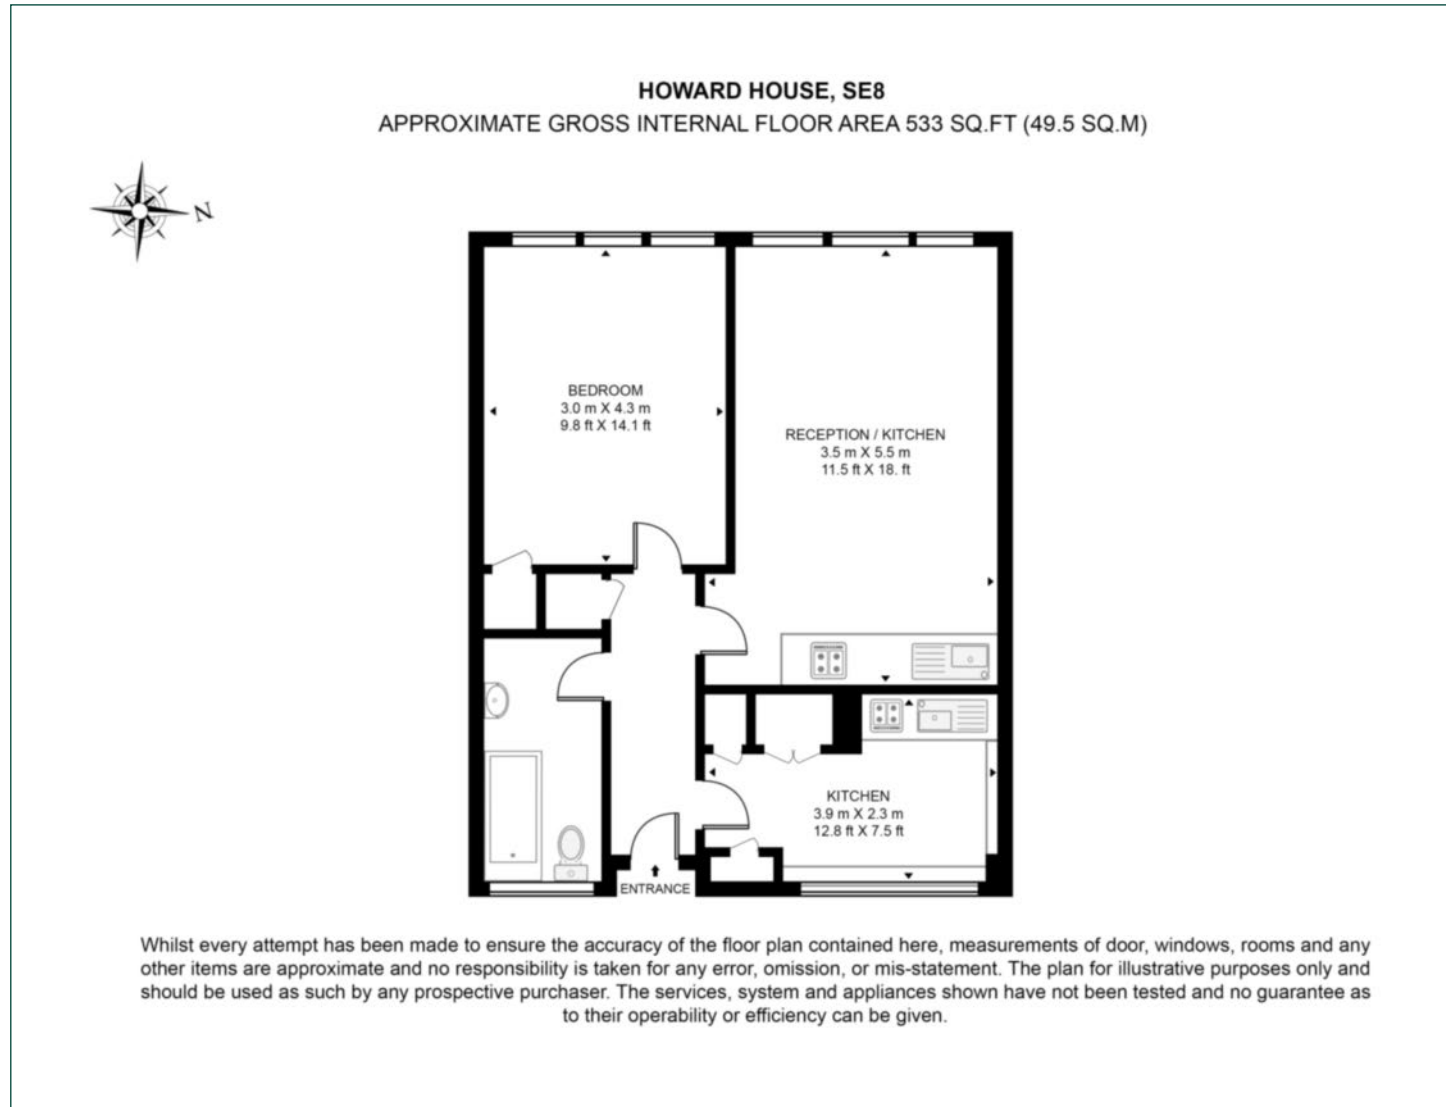 HOWARD HOUSE, SE8
APPROXIMATE GROSS INTERNAL FLOOR AREA 533 SQ.FT (49.5 SQ.M)
N
BEDROOM
3.0 m X 4.3 m
9.8 ft X 14.1 ft
RECEPTION / KITCHEN
3.5 m X 5.5 m
11.5 ft X 18. ft
KITCHEN
3.9 m X 2.3 m
12.8 ft X 7.5 ft
ENTRANCE
Whilst every attempt has been made to ensure the accuracy of the floor plan contained here, measurements of door, windows, rooms and any
other items are approximate and no responsibility is taken for any error, omission, or mis-statement. The plan for illustrative purposes only and
should be used as such by any prospective purchaser. The services, system and appliances shown have not been tested and no guarantee as
to their operability or efficiency can be given.